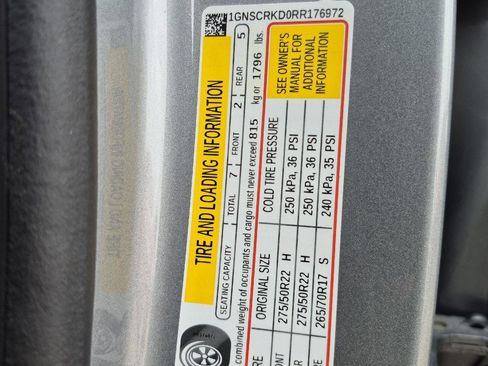 1GNSCRKD0RR176972
TIRE AND LOADING INFORMATION
SEATING CAPACITY TOTAL 7 FRONT 2 REAR 5
combined weight of occupants and cargo must never exceed 815 kg or 1796 lbs.
ORIGINAL SIZE COLD TIRE PRESSURE
275/50R22 H 250 kPa, 36 PSI
275/50R22 H 250 kPa, 36 PSI
265/70R17 S 240 kPa, 35 PSI
SEE OWNER'S
MANUAL FOR
ADDITIONAL
INFORMATION